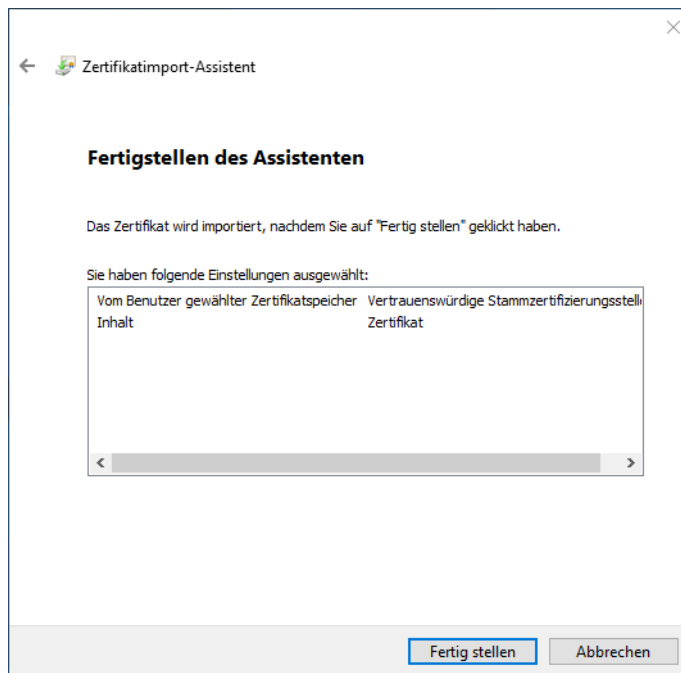 Zertifikatimport-Assistent
Fertigstellen des Assistenten
Das Zertifikat wird importiert, nachdem Sie auf "Fertig stellen" geklickt haben.
Sie haben folgende Einstellungen ausgewählt:
Vom Benutzer gewählter Zertifikatspeicher Vertrauenswürdige Stammzertifizierungsstell
Inhalt Zertifikat
Fertig stellen Abbrechen